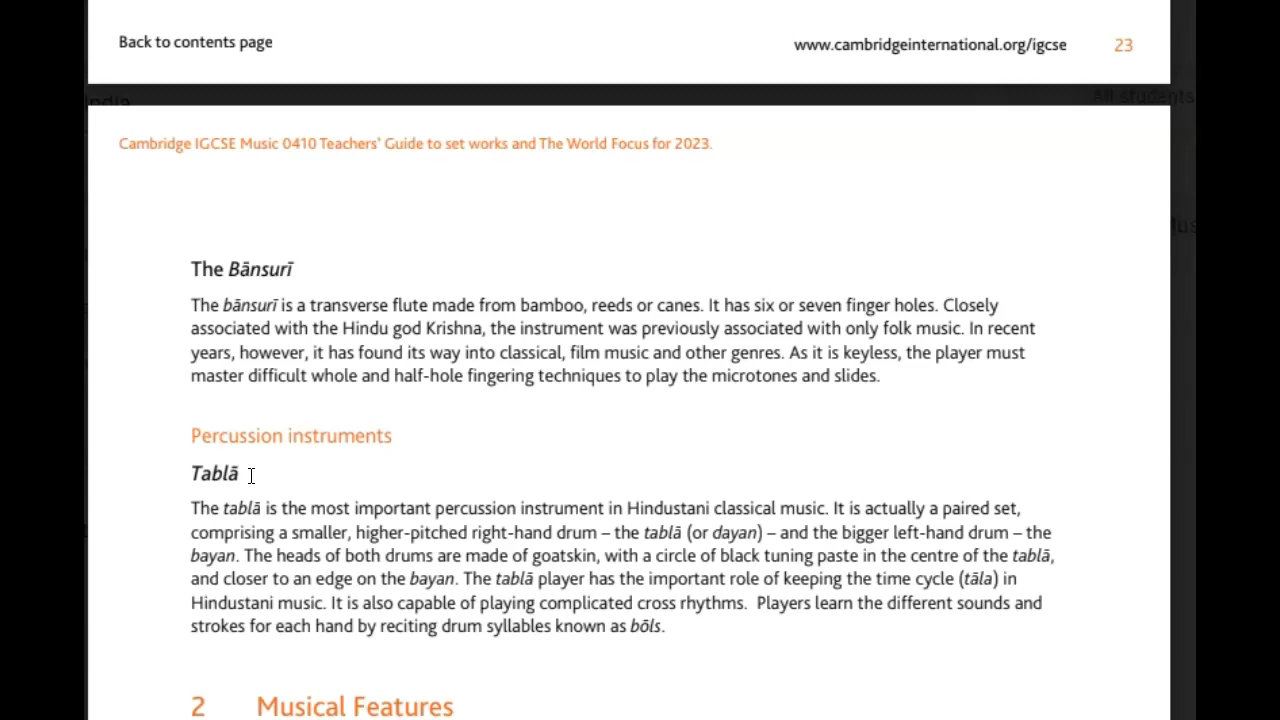 Back to contents page
www.cambridgeinternational.org/igcse 23
India
All students
Cambridge IGCSE Music 0410 Teachers' Guide to set works and The World Focus for 2023.
The Bānsurī
The bānsurī is a transverse flute made from bamboo, reeds or canes. It has six or seven finger holes. Closely
associated with the Hindu god Krishna, the instrument was previously associated with only folk music. In recent
years, however, it has found its way into classical, film music and other genres. As it is keyless, the player must
master difficult whole and half-hole fingering techniques to play the microtones and slides.
Percussion instruments
Tablā
The tablā is the most important percussion instrument in Hindustani classical music. It is actually a paired set,
comprising a smaller, higher-pitched right-hand drum – the tablā (or dayan) – and the bigger left-hand drum – the
bayan. The heads of both drums are made of goatskin, with a circle of black tuning paste in the centre of the tablā,
and closer to an edge on the bayan. The tablā player has the important role of keeping the time cycle (tāla) in
Hindustani music. It is also capable of playing complicated cross rhythms.  Players learn the different sounds and
strokes for each hand by reciting drum syllables known as bōls.
2 Musical Features